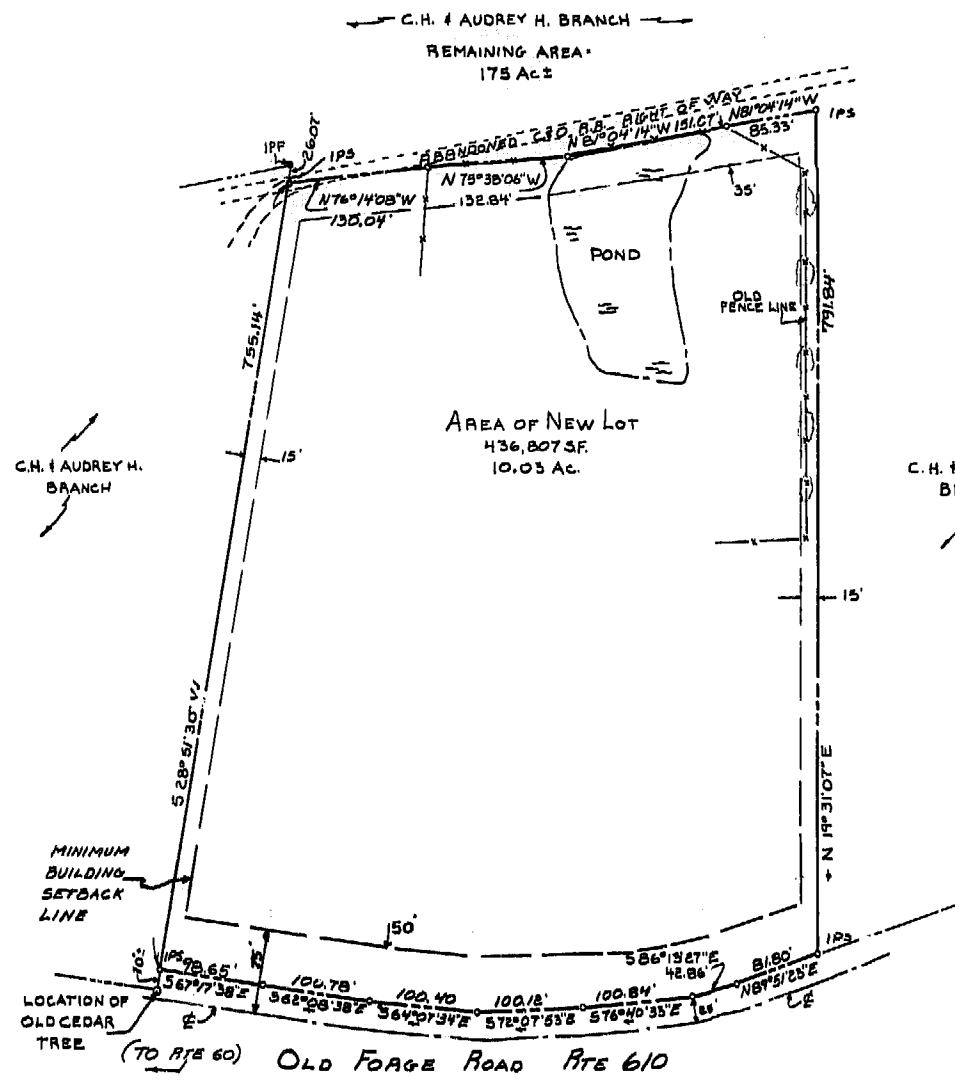 C.H. & AUDREY H. BRANCH
REMAINING AREA=
175 Ac±
ABANDONED C&O. R.R. RIGHT OF WAY
IPF
26.07'
IPS
N76°14'08"W
130.04'
N 75°38'06"W
132.84'
N 81°04'14"W 151.07'
N81°04'14"W
85.33'
IPS
35'
POND
OLD
FENCE LINE
791.84'
755.14'
AREA OF NEW LOT
436,807 S.F.
10.03 Ac.
15'
C.H. & AUDREY H.
BRANCH
C.H. &
B
15'
S 28°51'30" W
N 19°31'07" E
MINIMUM
BUILDING
SETBACK
LINE
50'
75'
IPS
IPS
98.65'
S67°17'38"E
100.78'
S62°08'38"E
100.40
S64°07'34"E
100.12'
S72°07'53"E
100.84'
S76°40'33"E
S86°13'27"E
42.86'
81.80'
N89°51'23"E
LOCATION OF
OLD CEDAR
TREE
℄
℄
(TO RTE 60)
OLD FORGE ROAD RTE 610